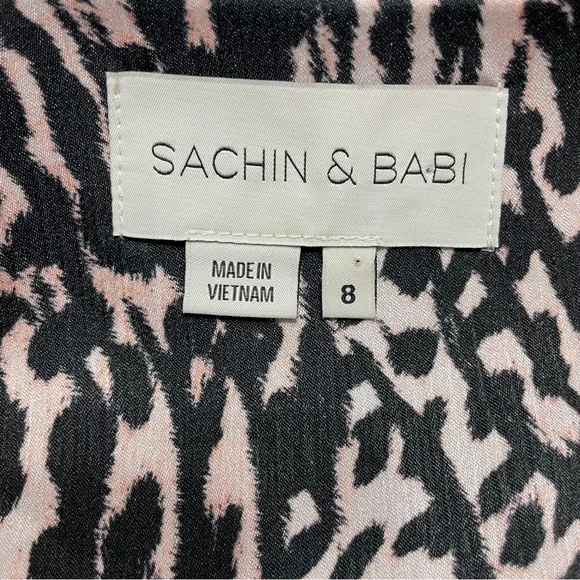 SACHIN & BABI
MADE IN
VIETNAM
8